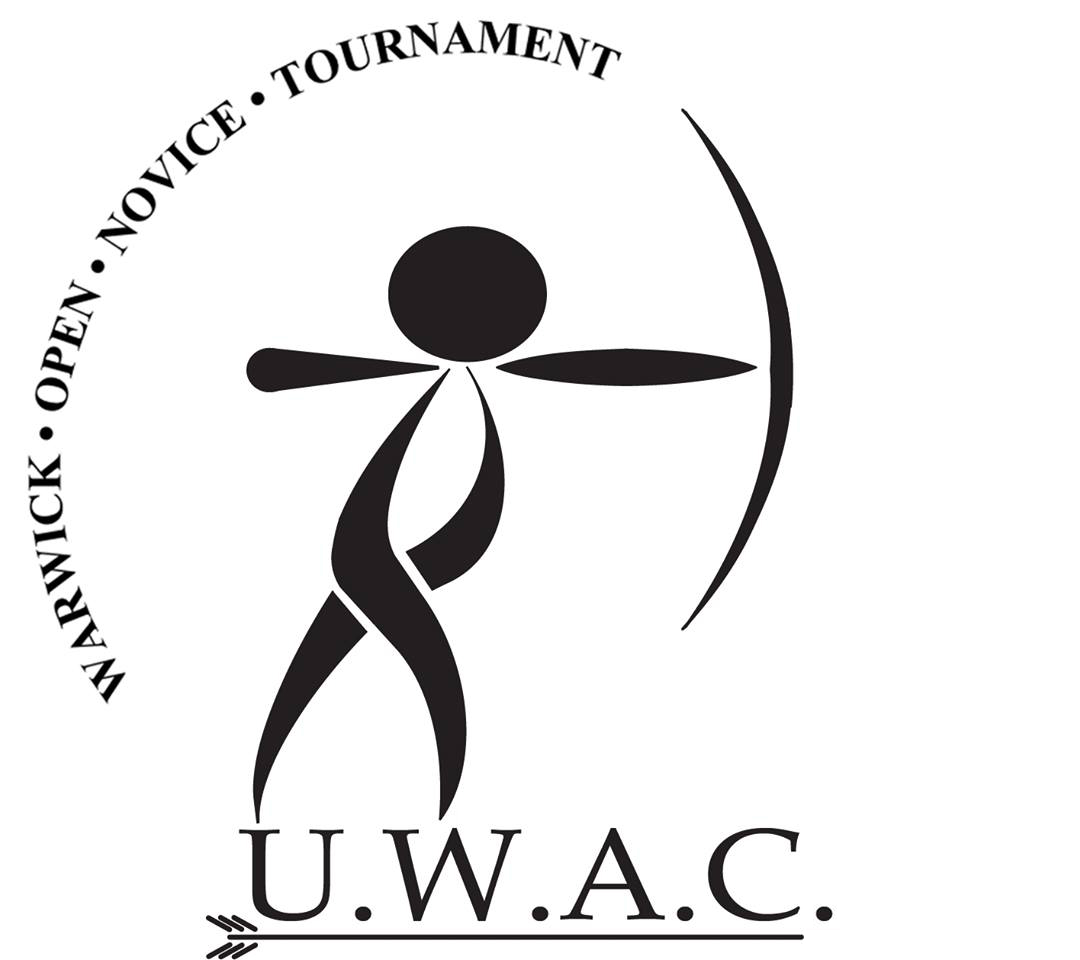 WARWICK • OPEN • NOVICE • TOURNAMENT
U.W.A.C.